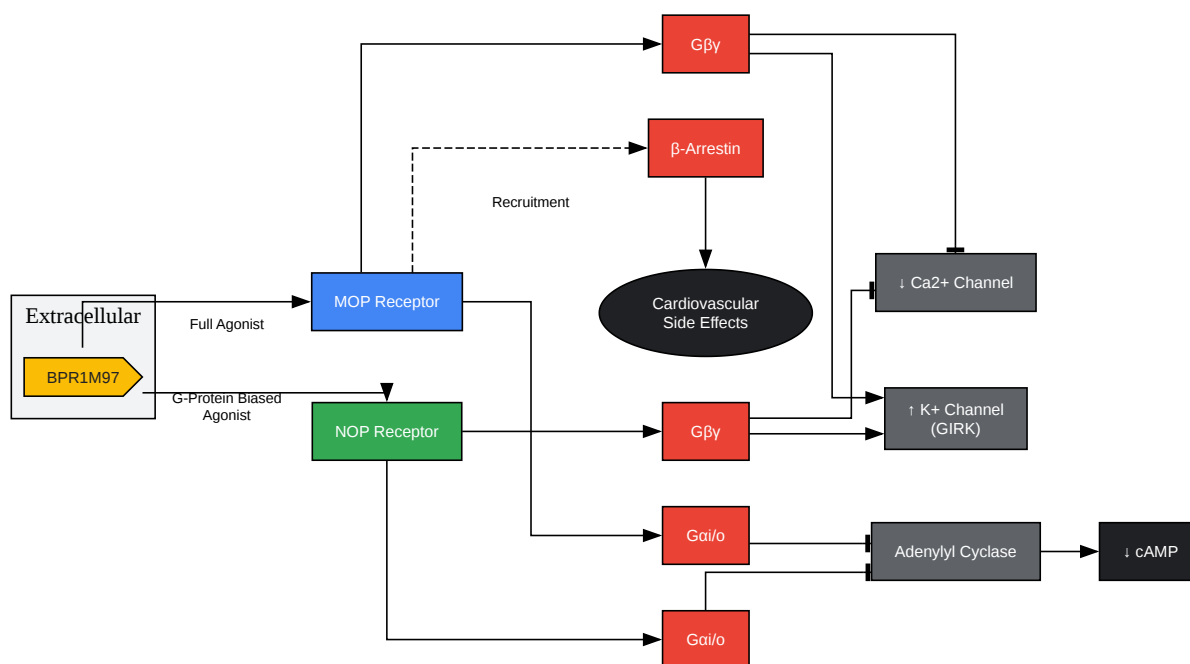 Gβγ
β-Arrestin
Recruitment
Extracellular
MOP Receptor
Full Agonist
Cardiovascular
Side Effects
↓ Ca2+ Channel
BPR1M97
G-Protein Biased
Agonist
NOP Receptor
Gβγ
↑ K+ Channel
(GIRK)
Gαi/o
Adenylyl Cyclase
↓ cAMP
Gαi/o